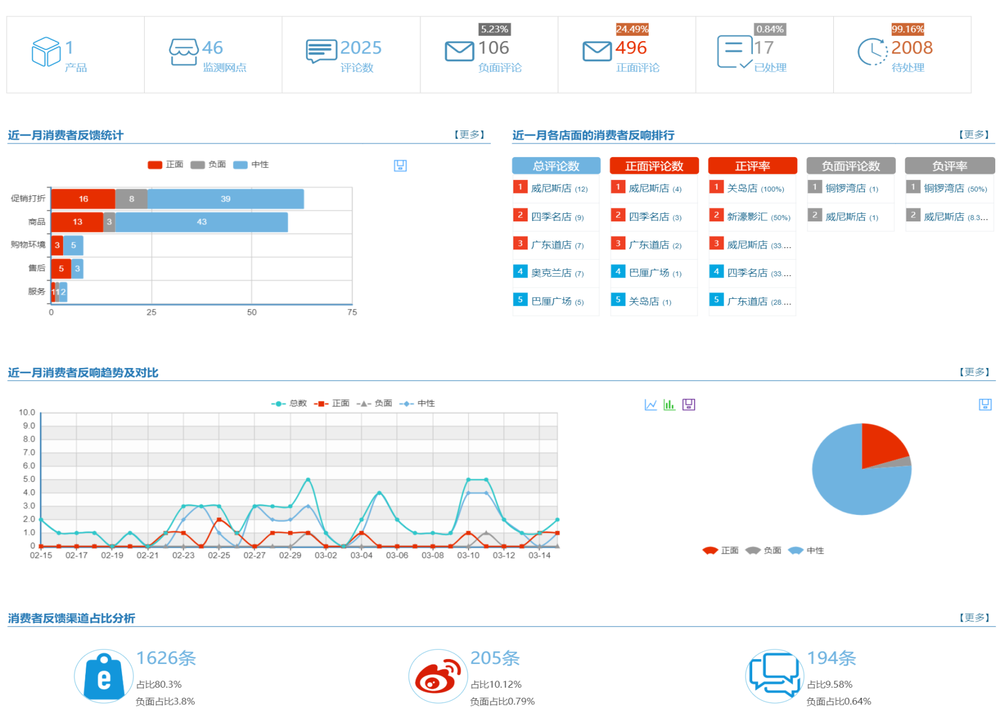 5.23%
24.49%
0.84%
99.16%
1
46
2025
106
496
17
2008
产品
监测网点
评论数
负面评论
正面评论
已处理
待处理
近一月消费者反馈统计
【更多】
正面 负面 中性
促销打折 16 8 39
商品 13 3 43
购物环境 3 5
售后 5 3
服务 1 1 2
0 25 50 75
近一月各店面的消费者反响排行
【更多】
总评论数
1 威尼斯店 (12)
2 四季名店 (9)
3 广东道店 (7)
4 奥克兰店 (7)
5 巴厘广场 (5)
正面评论数
1 威尼斯店 (4)
2 四季名店 (3)
3 广东道店 (2)
4 巴厘广场 (1)
5 关岛店 (1)
正评率
1 关岛店 (100%)
2 新濠影汇 (50%)
3 威尼斯店 (33....
4 四季名店 (33....
5 广东道店 (28....
负面评论数
1 铜锣湾店 (1)
2 威尼斯店 (1)
负评率
1 铜锣湾店 (50%)
2 威尼斯店 (8.3...
近一月消费者反响趋势及对比
【更多】
总数 正面 负面 中性
10.0
9.0
8.0
7.0
6.0
5.0
4.0
3.0
2.0
1.0
0
02-15 02-17 02-19 02-21 02-23 02-25 02-27 02-29 03-02 03-04 03-06 03-08 03-10 03-12 03-14
正面 负面 中性
消费者反馈渠道占比分析
【更多】
e
1626条
占比80.3%
负面占比3.8%
205条
占比10.12%
负面占比0.79%
194条
占比9.58%
负面占比0.64%